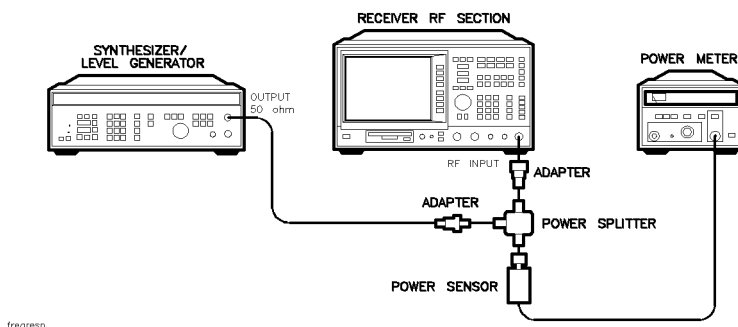 RECEIVER RF SECTION
SYNTHESIZER/
LEVEL GENERATOR
POWER METER
OUTPUT
50 ohm
RF INPUT
ADAPTER
ADAPTER
POWER SPLITTER
POWER SENSOR
freqresp